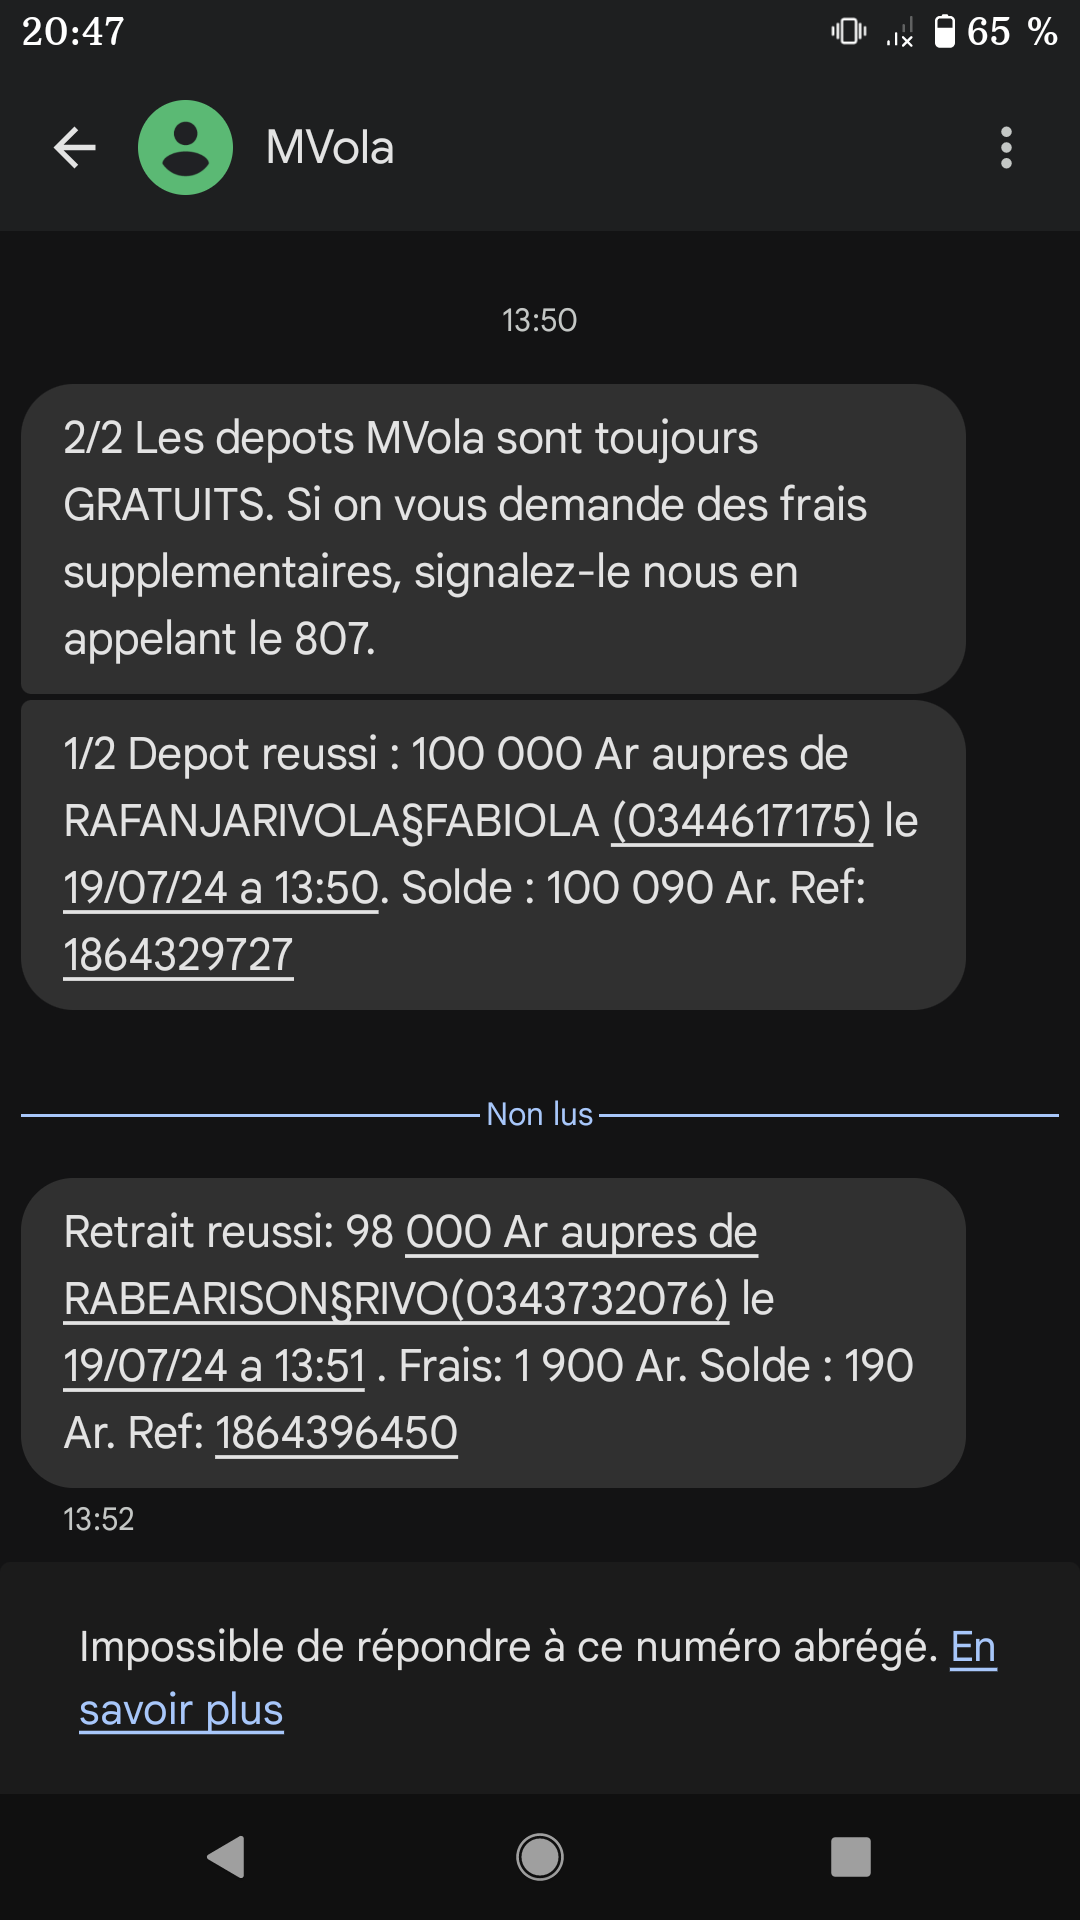 20:47
65 %
MVola
13:50
2/2 Les depots MVola sont toujours
GRATUITS. Si on vous demande des frais
supplementaires, signalez-le nous en
appelant le 807.
1/2 Depot reussi : 100 000 Ar aupres de
RAFANJARIVOLA§FABIOLA (0344617175) le
19/07/24 a 13:50. Solde : 100 090 Ar. Ref:
1864329727
Non lus
Retrait reussi: 98 000 Ar aupres de
RABEARISON§RIVO(0343732076) le
19/07/24 a 13:51 . Frais: 1 900 Ar. Solde : 190
Ar. Ref: 1864396450
13:52
Impossible de répondre à ce numéro abrégé. En
savoir plus